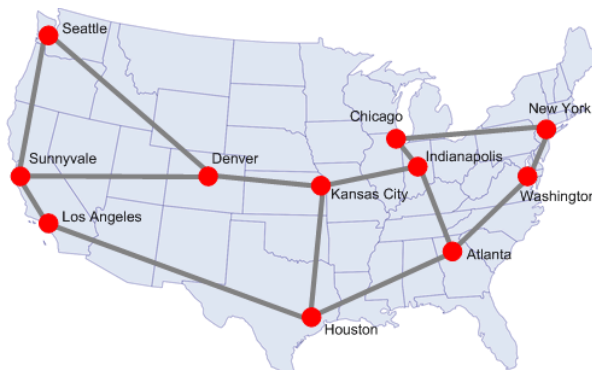 Seattle
New York
Chicago
Sunnyvale
Denver
Indianapolis
Kansas City
Washington
Los Angeles
Atlanta
Houston